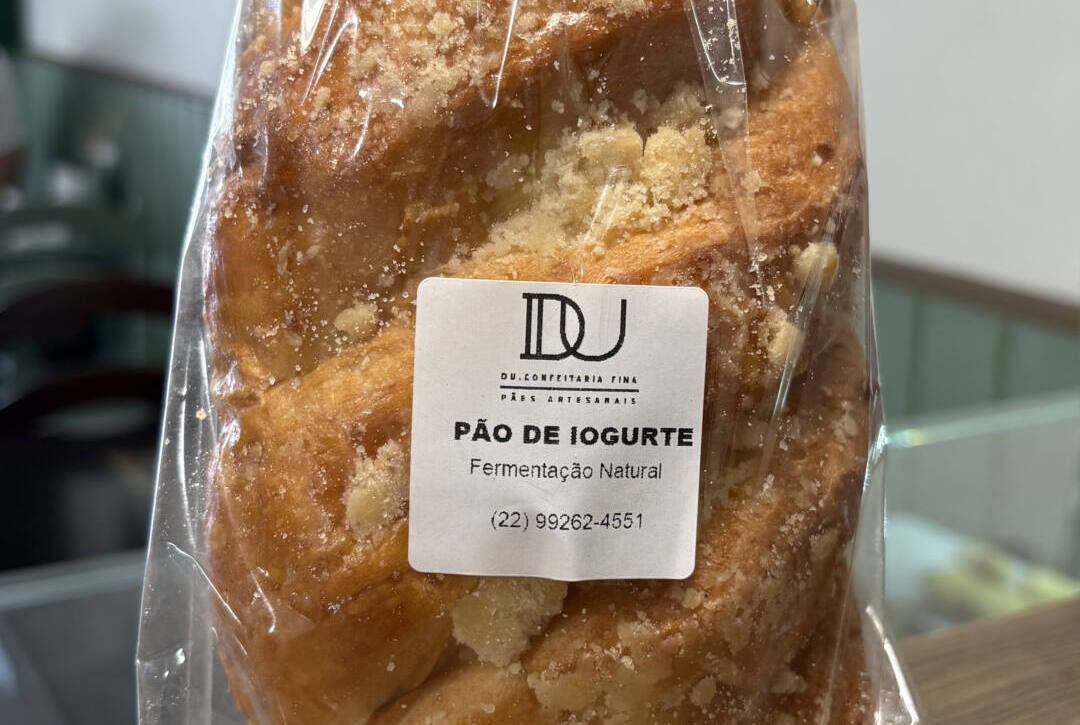 DU
DU.CONFEITARIA FINA
PÃES ARTESANAIS
PÃO DE IOGURTE
Fermentação Natural
(22) 99262-4551